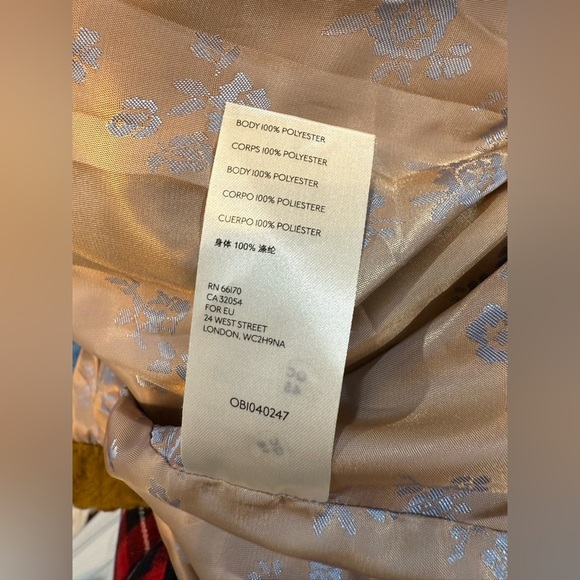 BODY 100% POLYESTER
CORPS 100% POLYESTER
BODY 100% POLYESTER
CORPO 100% POLIESTERE
CUERPO 100% POLIÉSTER
身体 100% 涤纶
RN 66170
CA 32054
FOR EU
24 WEST STREET
LONDON, WC2H9NA
OB1040247